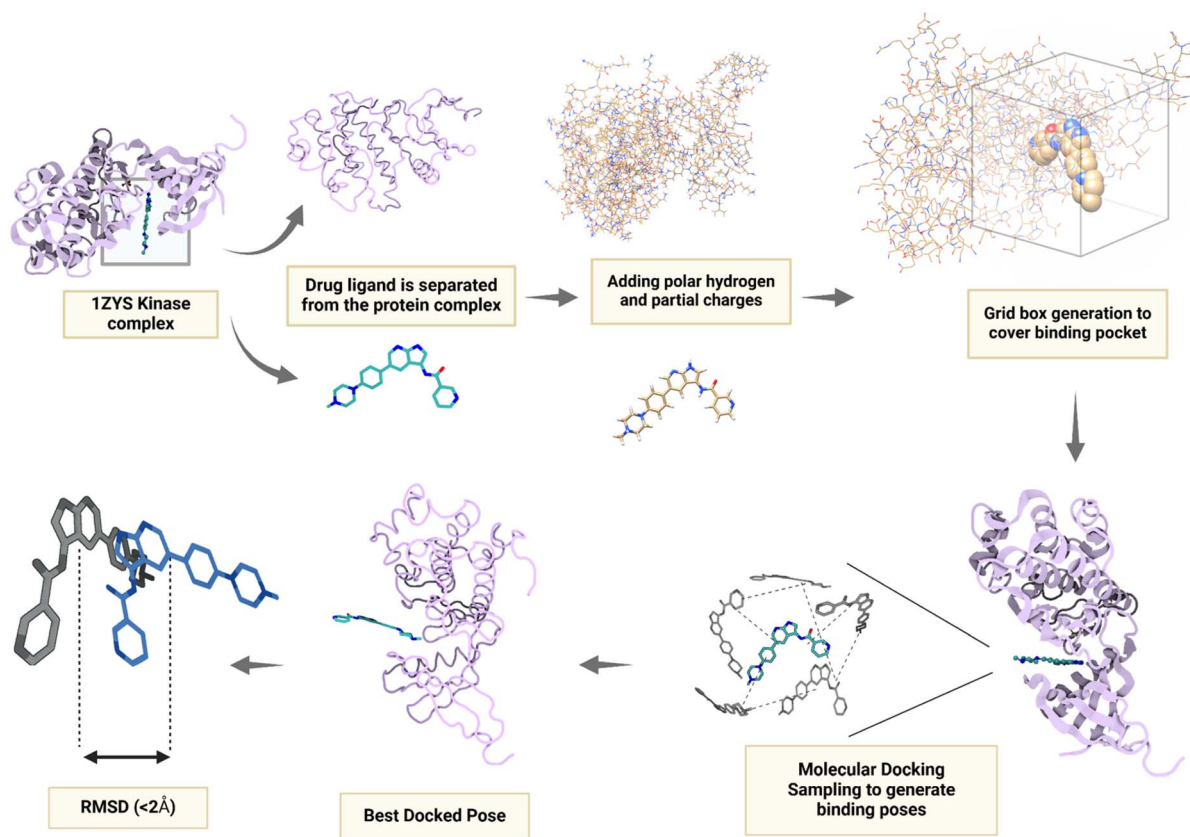 1ZYS Kinase
complex
Drug ligand is separated
from the protein complex
Adding polar hydrogen
and partial charges
Grid box generation to
cover binding pocket
Molecular Docking
Sampling to generate
binding poses
Best Docked Pose
RMSD (<2Å)